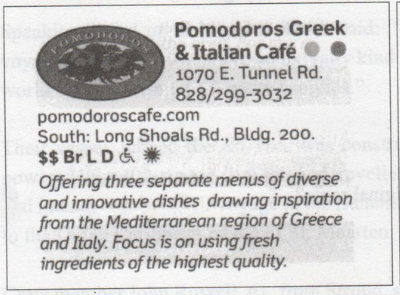 POMODOROS
Pomodoros Greek
& Italian Café
1070 E. Tunnel Rd.
828/299-3032
pomodoroscafe.com
South: Long Shoals Rd., Bldg. 200.
$$ Br L D ♿ ✹
Offering three separate menus of diverse
and innovative dishes drawing inspiration
from the Mediterranean region of Greece
and Italy. Focus is on using fresh
ingredients of the highest quality.